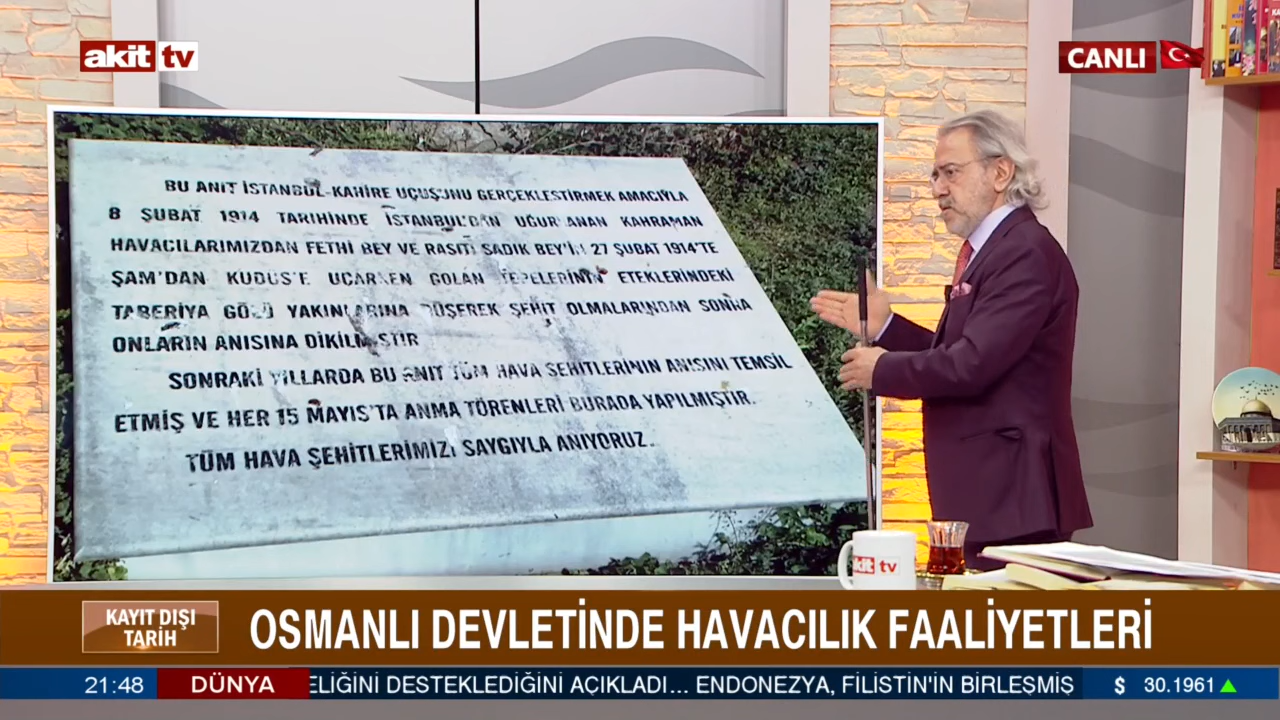 akit tv
CANLI
BU ANIT İSTANBUL-KAHİRE UÇUŞUNU GERÇEKLEŞTİRMEK AMACIYLA
8 ŞUBAT 1914 TARİHİNDE İSTANBUL'DAN UĞURLANAN KAHRAMAN
HAVACILARIMIZDAN FETHİ BEY VE SADIK BEY'İN 27 ŞUBAT 1914'TE
ŞAM'DAN KUDÜS'E UÇARKEN GOLAN TEPELERİNİN ETEKLERİNDEKİ
TABERİYA GÖLÜ YAKINLARINA DÜŞEREK ŞEHİT OLMALARINDAN SONRA
ONLARIN ANISINA DİKİLMİŞTİR
SONRAKİ YILLARDA BU ANIT TÜM HAVA ŞEHİTLERİNİN ANISINI TEMSİL
ETMİŞ VE HER 15 MAYIS'TA ANMA TÖRENLERİ BURADA YAPILMIŞTIR.
TÜM HAVA ŞEHİTLERİMİZİ SAYGIYLA ANIYORUZ.
akit tv
KAYIT DIŞI
TARİH
OSMANLI DEVLETİNDE HAVACILIK FAALİYETLERİ
21:48 DÜNYA ELİĞİNİ DESTEKLEDİĞİNİ AÇIKLADI... ENDONEZYA, FİLİSTİN'İN BİRLEŞMİŞ $ 30.1961